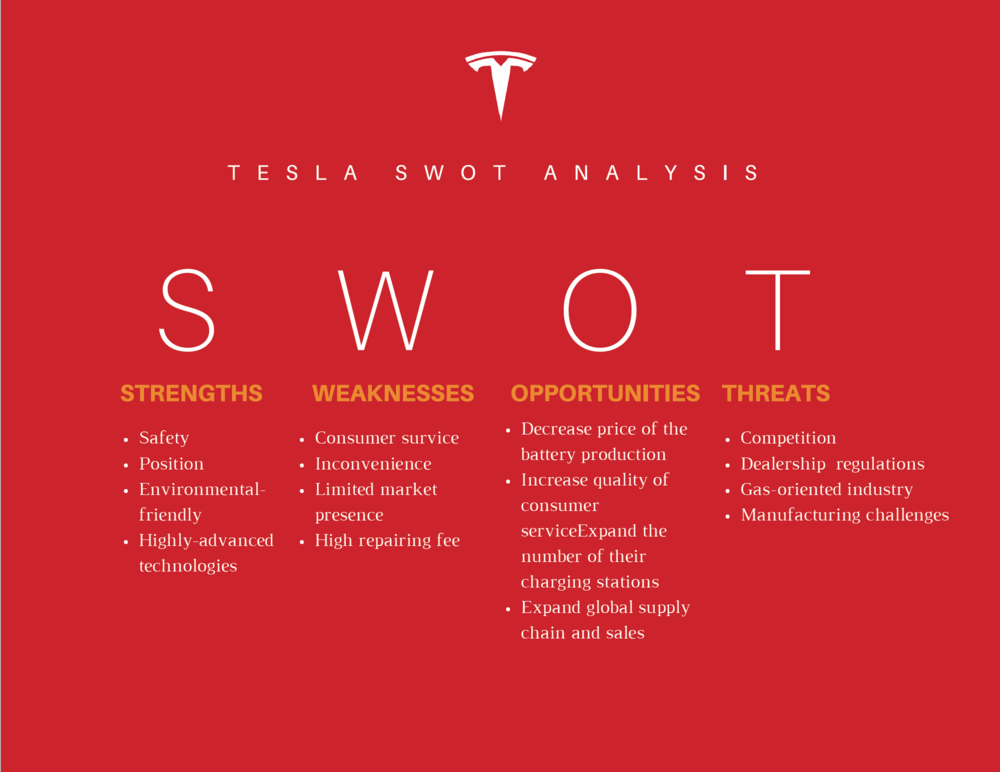 TESLA SWOT ANALYSIS
S W O T
STRENGTHS
• Safety
• Position
• Environmental-
friendly
• Highly-advanced
technologies
WEAKNESSES
• Consumer survice
• Inconvenience
• Limited market
presence
• High repairing fee
OPPORTUNITIES
• Decrease price of the
battery production
• Increase quality of
consumer
serviceExpand the
number of their
charging stations
• Expand global supply
chain and sales
THREATS
• Competition
• Dealership  regulations
• Gas-oriented industry
• Manufacturing challenges